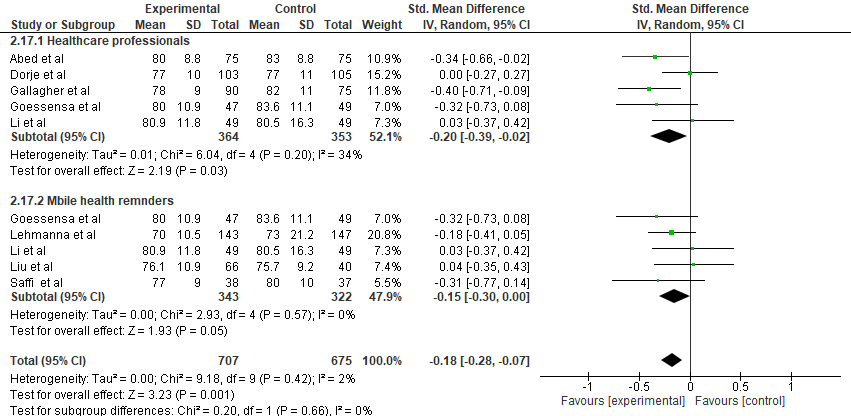 Experimental Control Std. Mean Difference Std. Mean Difference
Study or Subgroup Mean SD Total Mean SD Total Weight IV, Random, 95% CI IV, Random, 95% CI
2.17.1 Healthcare professionals
Abed et al 80 8.8 75 83 8.8 75 10.9% -0.34 [-0.66, -0.02]
Dorje et al 77 10 103 77 11 105 15.2% 0.00 [-0.27, 0.27]
Gallagher et al 78 9 90 82 11 75 11.8% -0.40 [-0.71, -0.09]
Goessensa et al 80 10.9 47 83.6 11.1 49 7.0% -0.32 [-0.73, 0.08]
Li et al 80.9 11.8 49 80.5 16.3 49 7.3% 0.03 [-0.37, 0.42]
Subtotal (95% CI) 364 353 52.1% -0.20 [-0.39, -0.02]
Heterogeneity: Tau² = 0.01; Chi² = 6.04, df = 4 (P = 0.20); I² = 34%
Test for overall effect: Z = 2.19 (P = 0.03)
2.17.2 Mbile health remnders
Goessensa et al 80 10.9 47 83.6 11.1 49 7.0% -0.32 [-0.73, 0.08]
Lehmanna et al 70 10.5 143 73 21.2 147 20.8% -0.18 [-0.41, 0.05]
Li et al 80.9 11.8 49 80.5 16.3 49 7.3% 0.03 [-0.37, 0.42]
Liu et al 76.1 10.9 66 75.7 9.2 40 7.4% 0.04 [-0.35, 0.43]
Saffi et al 77 9 38 80 10 37 5.5% -0.31 [-0.77, 0.14]
Subtotal (95% CI) 343 322 47.9% -0.15 [-0.30, 0.00]
Heterogeneity: Tau² = 0.00; Chi² = 2.93, df = 4 (P = 0.57); I² = 0%
Test for overall effect: Z = 1.93 (P = 0.05)
Total (95% CI) 707 675 100.0% -0.18 [-0.28, -0.07]
Heterogeneity: Tau² = 0.00; Chi² = 9.18, df = 9 (P = 0.42); I² = 2%
Test for overall effect: Z = 3.23 (P = 0.001)
Test for subgroup differences: Chi² = 0.20, df = 1 (P = 0.66), I² = 0%
-1 -0.5 0 0.5 1
Favours [experimental] Favours [control]